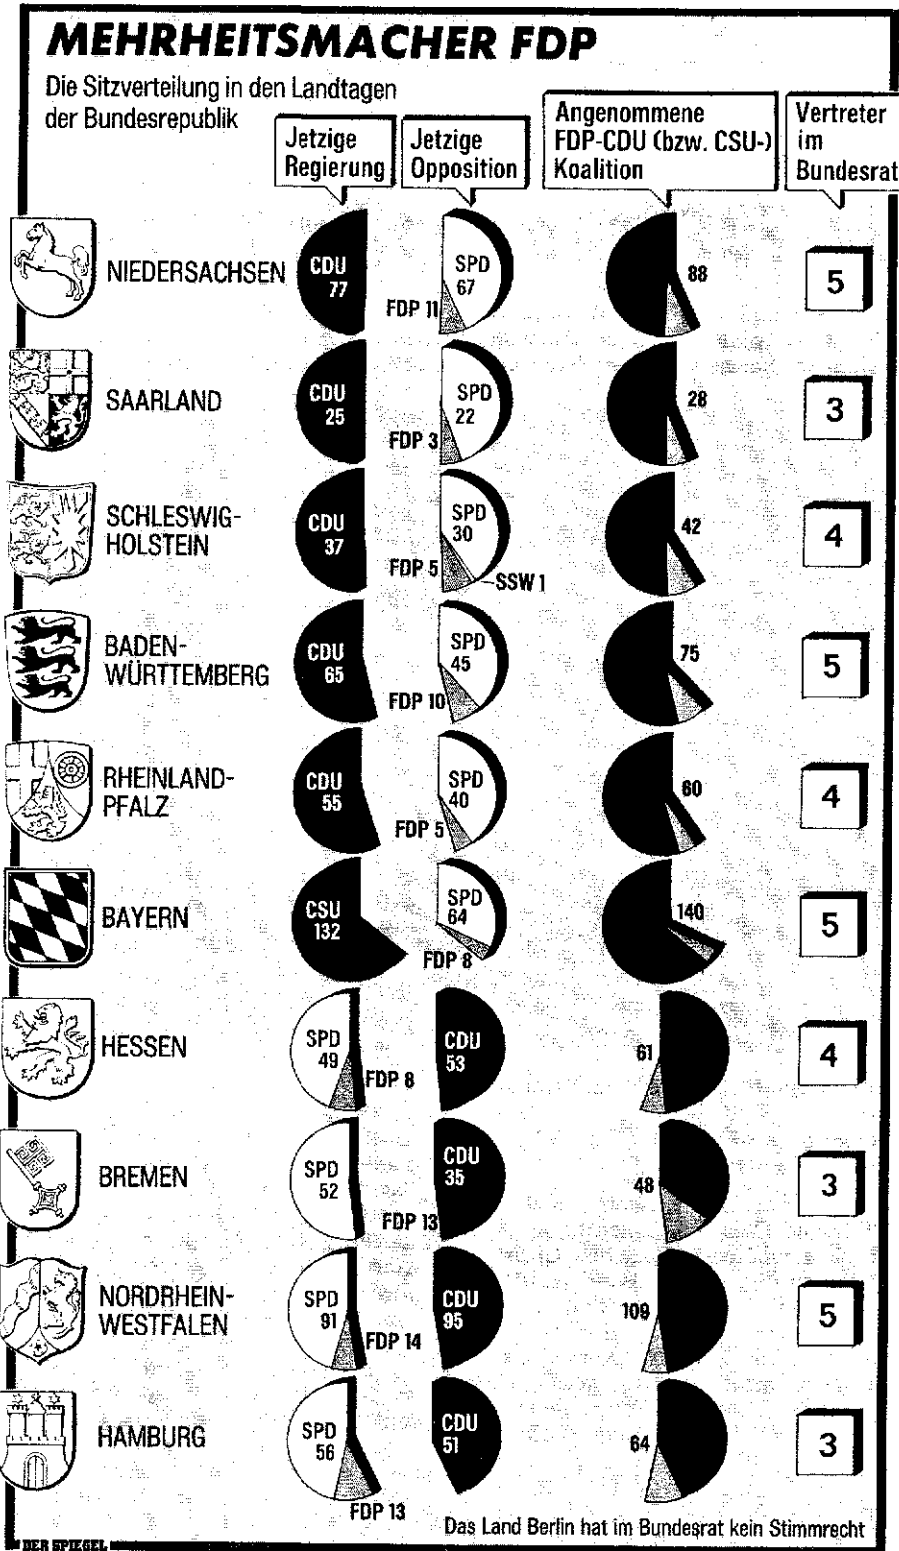 MEHRHEITSMACHER FDP
Die Sitzverteilung in den Landtagen
der Bundesrepublik
Jetzige
Regierung
Jetzige
Opposition
Angenommene
FDP-CDU (bzw. CSU-)
Koalition
Vertreter
im
Bundesrat
NIEDERSACHSEN
CDU
77
SPD
67
FDP 11
88
5
SAARLAND
CDU
25
SPD
22
FDP 3
28
3
SCHLESWIG-
HOLSTEIN
CDU
37
SPD
30
FDP 5
SSW 1
42
4
BADEN-
WÜRTTEMBERG
CDU
65
SPD
45
FDP 10
75
5
RHEINLAND-
PFALZ
CDU
55
SPD
40
FDP 5
60
4
BAYERN
CSU
132
SPD
64
FDP 8
140
5
HESSEN
SPD
49
FDP 8
CDU
53
61
4
BREMEN
SPD
52
CDU
35
FDP 13
48
3
NORDRHEIN-
WESTFALEN
SPD
91
FDP 14
CDU
95
109
5
HAMBURG
SPD
56
FDP 13
CDU
51
64
3
Das Land Berlin hat im Bundesrat kein Stimmrecht
DER SPIEGEL